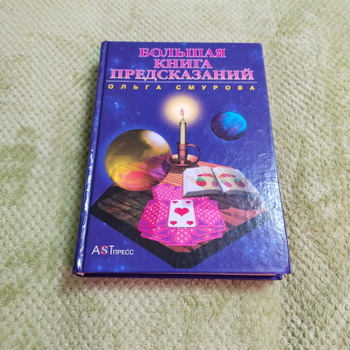 БОЛЬШАЯ
КНИГА
ПРЕДСКАЗАНИЙ
ОЛЬГА СМУРОВА
АСТ ПРЕСС